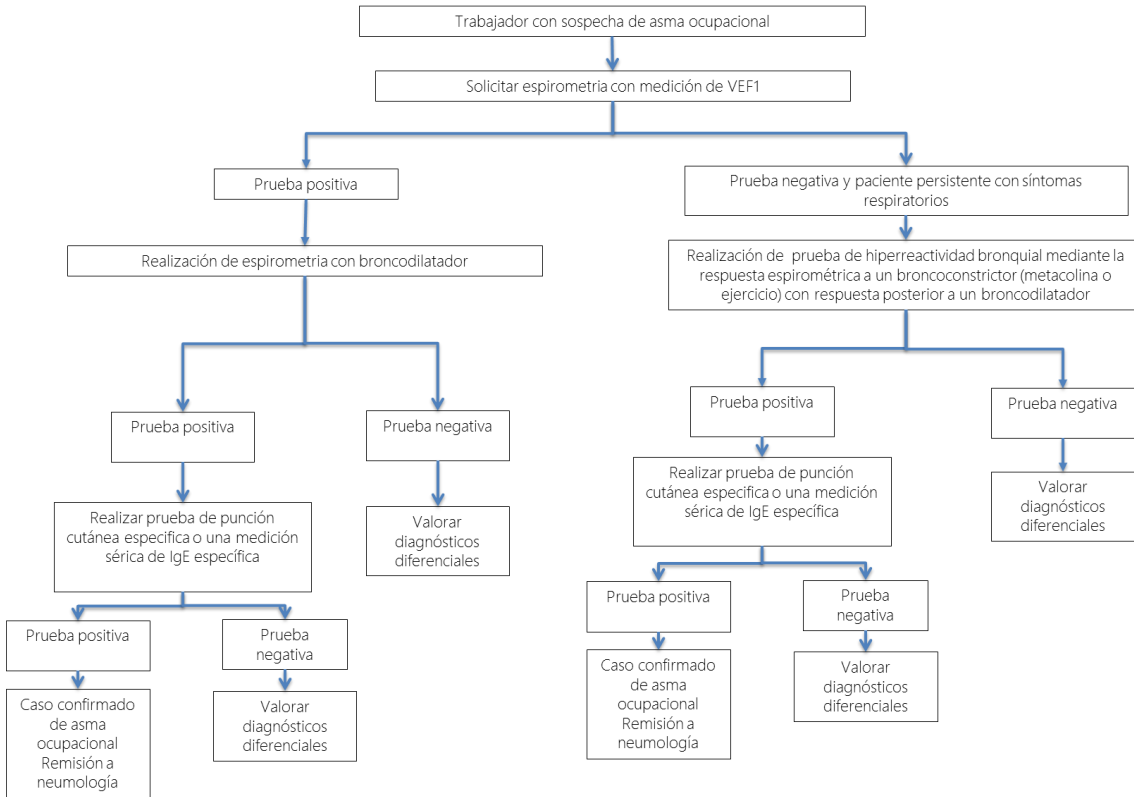 Trabajador con sospecha de asma ocupacional
Solicitar espirometria con medición de VEF1
Prueba positiva
Realización de espirometria con broncodilatador
Prueba positiva
Prueba negativa
Realizar prueba de punción
cutánea especifica o una medición
sérica de IgE específica
Valorar
diagnósticos
diferenciales
Prueba positiva
Prueba
negativa
Caso confirmado
de asma
ocupacional
Remisión a
neumología
Valorar
diagnósticos
diferenciales
Prueba negativa y paciente persistente con síntomas
respiratorios
Realización de  prueba de hiperreactividad bronquial mediante la
respuesta espirométrica a un broncoconstrictor (metacolina o
ejercicio) con respuesta posterior a un broncodilatador
Prueba positiva
Prueba negativa
Realizar prueba de punción
cutánea especifica o una medición
sérica de IgE específica
Valorar
diagnósticos
diferenciales
Prueba positiva
Prueba
negativa
Caso confirmado
de asma
ocupacional
Remisión a
neumología
Valorar
diagnósticos
diferenciales